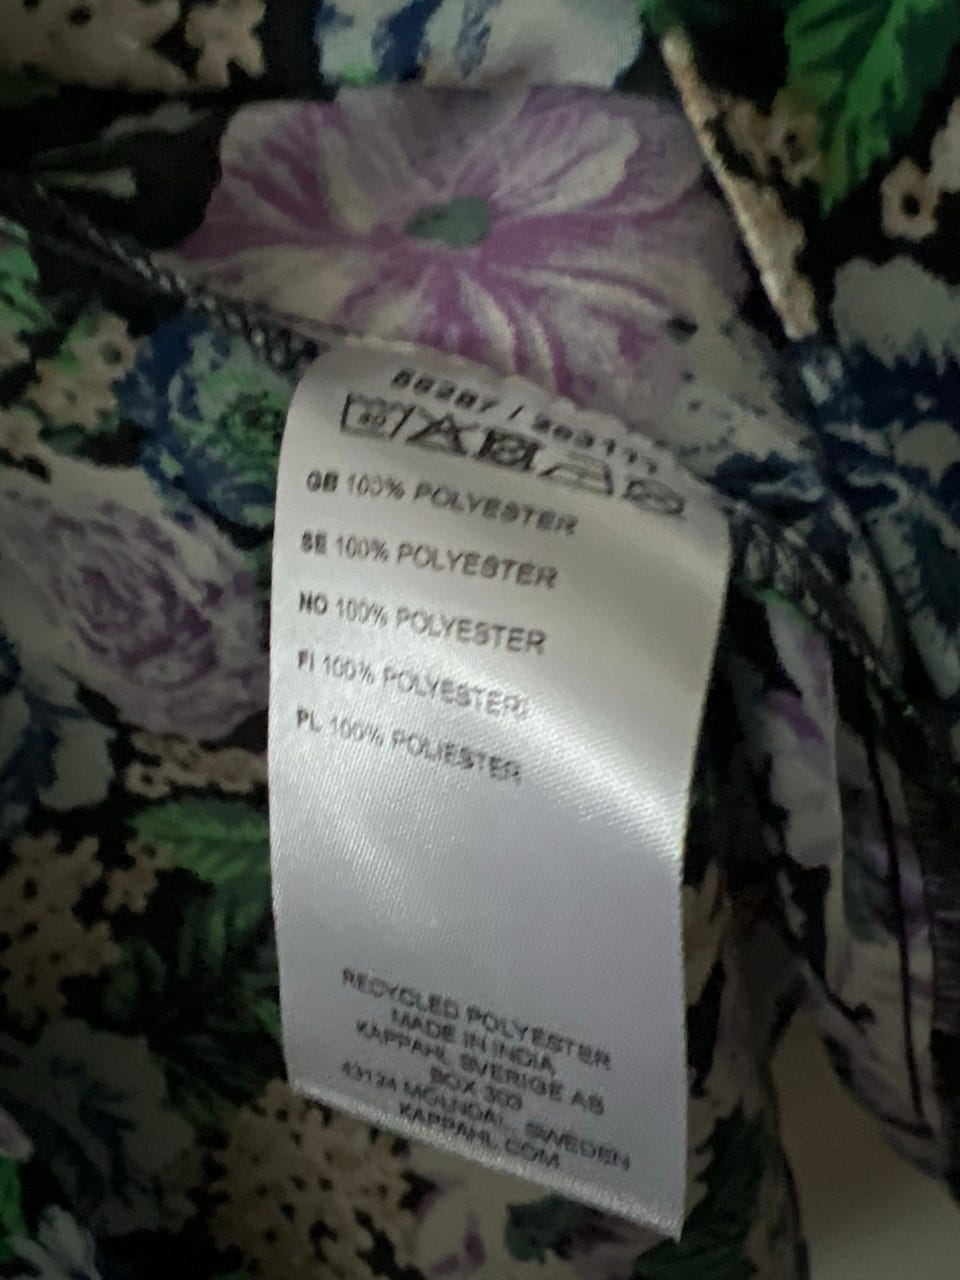 GB 100% POLYESTER
SE 100% POLYESTER
NO 100% POLYESTER
FI 100% POLYESTERI
PL 100% POLIESTER
RECYCLED POLYESTER
MADE IN INDIA
KAPPAHL SVERIGE AB
BOX 303
43124 MÖLNDAL, SWEDEN
KAPPAHL.COM